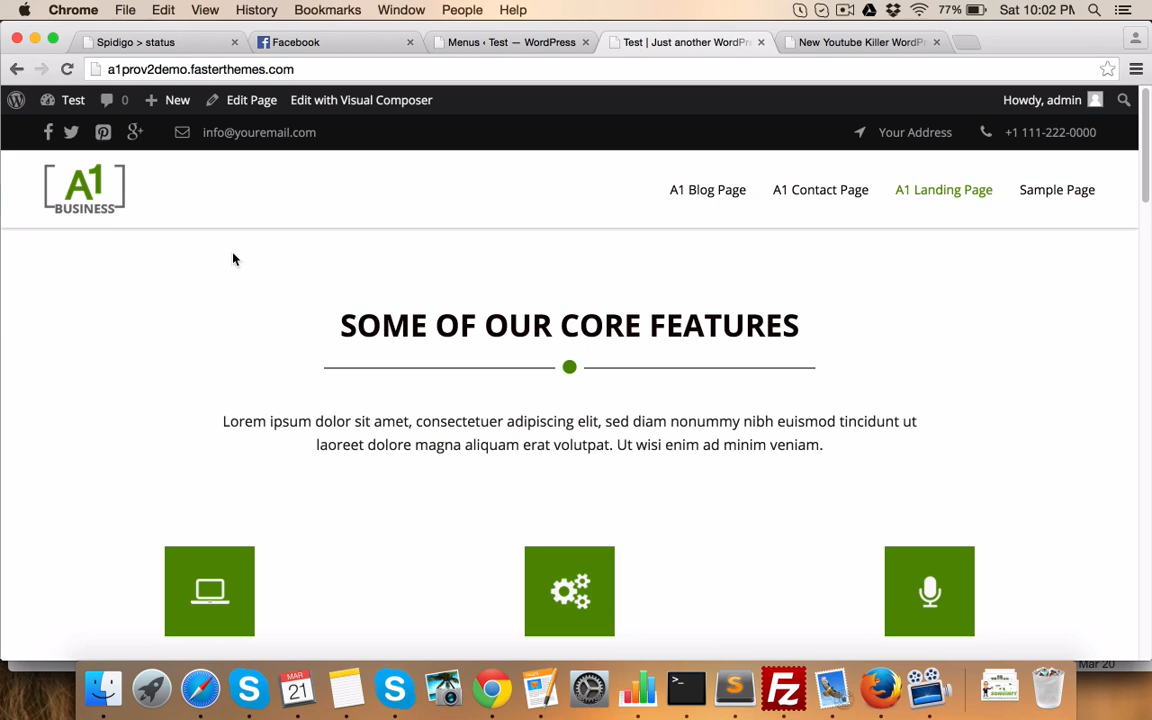 Chrome File Edit View History Bookmarks Window People Help 77% Sat 10:02 PM
Spidigo > status Facebook Menus ‹ Test — WordPress Test | Just another WordPr New Youtube Killer WordPr
a1prov2demo.fasterthemes.com
Test 0 New Edit Page Edit with Visual Composer Howdy, admin
info@youremail.com Your Address +1 111-222-0000
A1
BUSINESS
A1 Blog Page A1 Contact Page A1 Landing Page Sample Page
SOME OF OUR CORE FEATURES
Lorem ipsum dolor sit amet, consectetuer adipiscing elit, sed diam nonummy nibh euismod tincidunt ut
laoreet dolore magna aliquam erat volutpat. Ut wisi enim ad minim veniam.
Mar 20
MAR
21